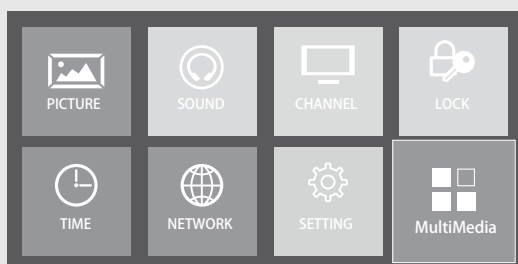 PICTURE
SOUND
CHANNEL
LOCK
TIME
NETWORK
SETTING
MultiMedia